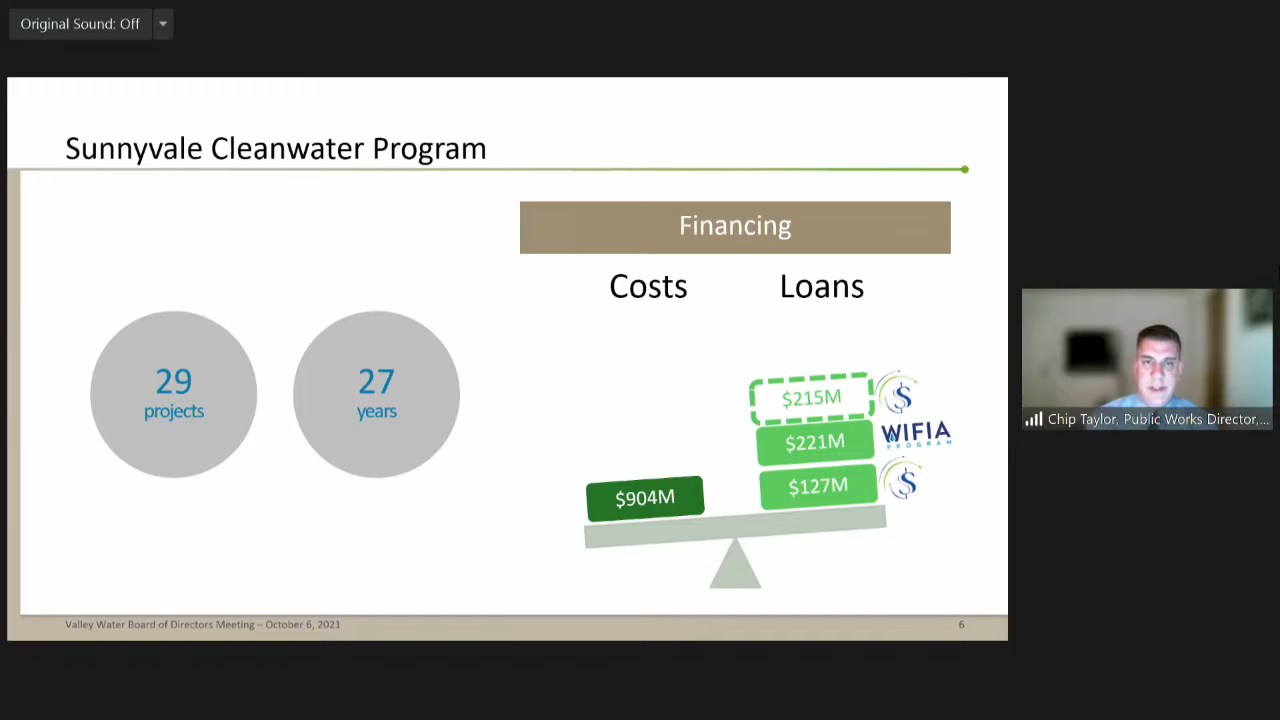 Original Sound: Off
Sunnyvale Cleanwater Program
Financing
Costs
Loans
29
projects
27
years
$215M
$221M
WIFIA
PROGRAM
$904M
$127M
Chip Taylor, Public Works Director,...
Valley Water Board of Directors Meeting – October 6, 2021
6